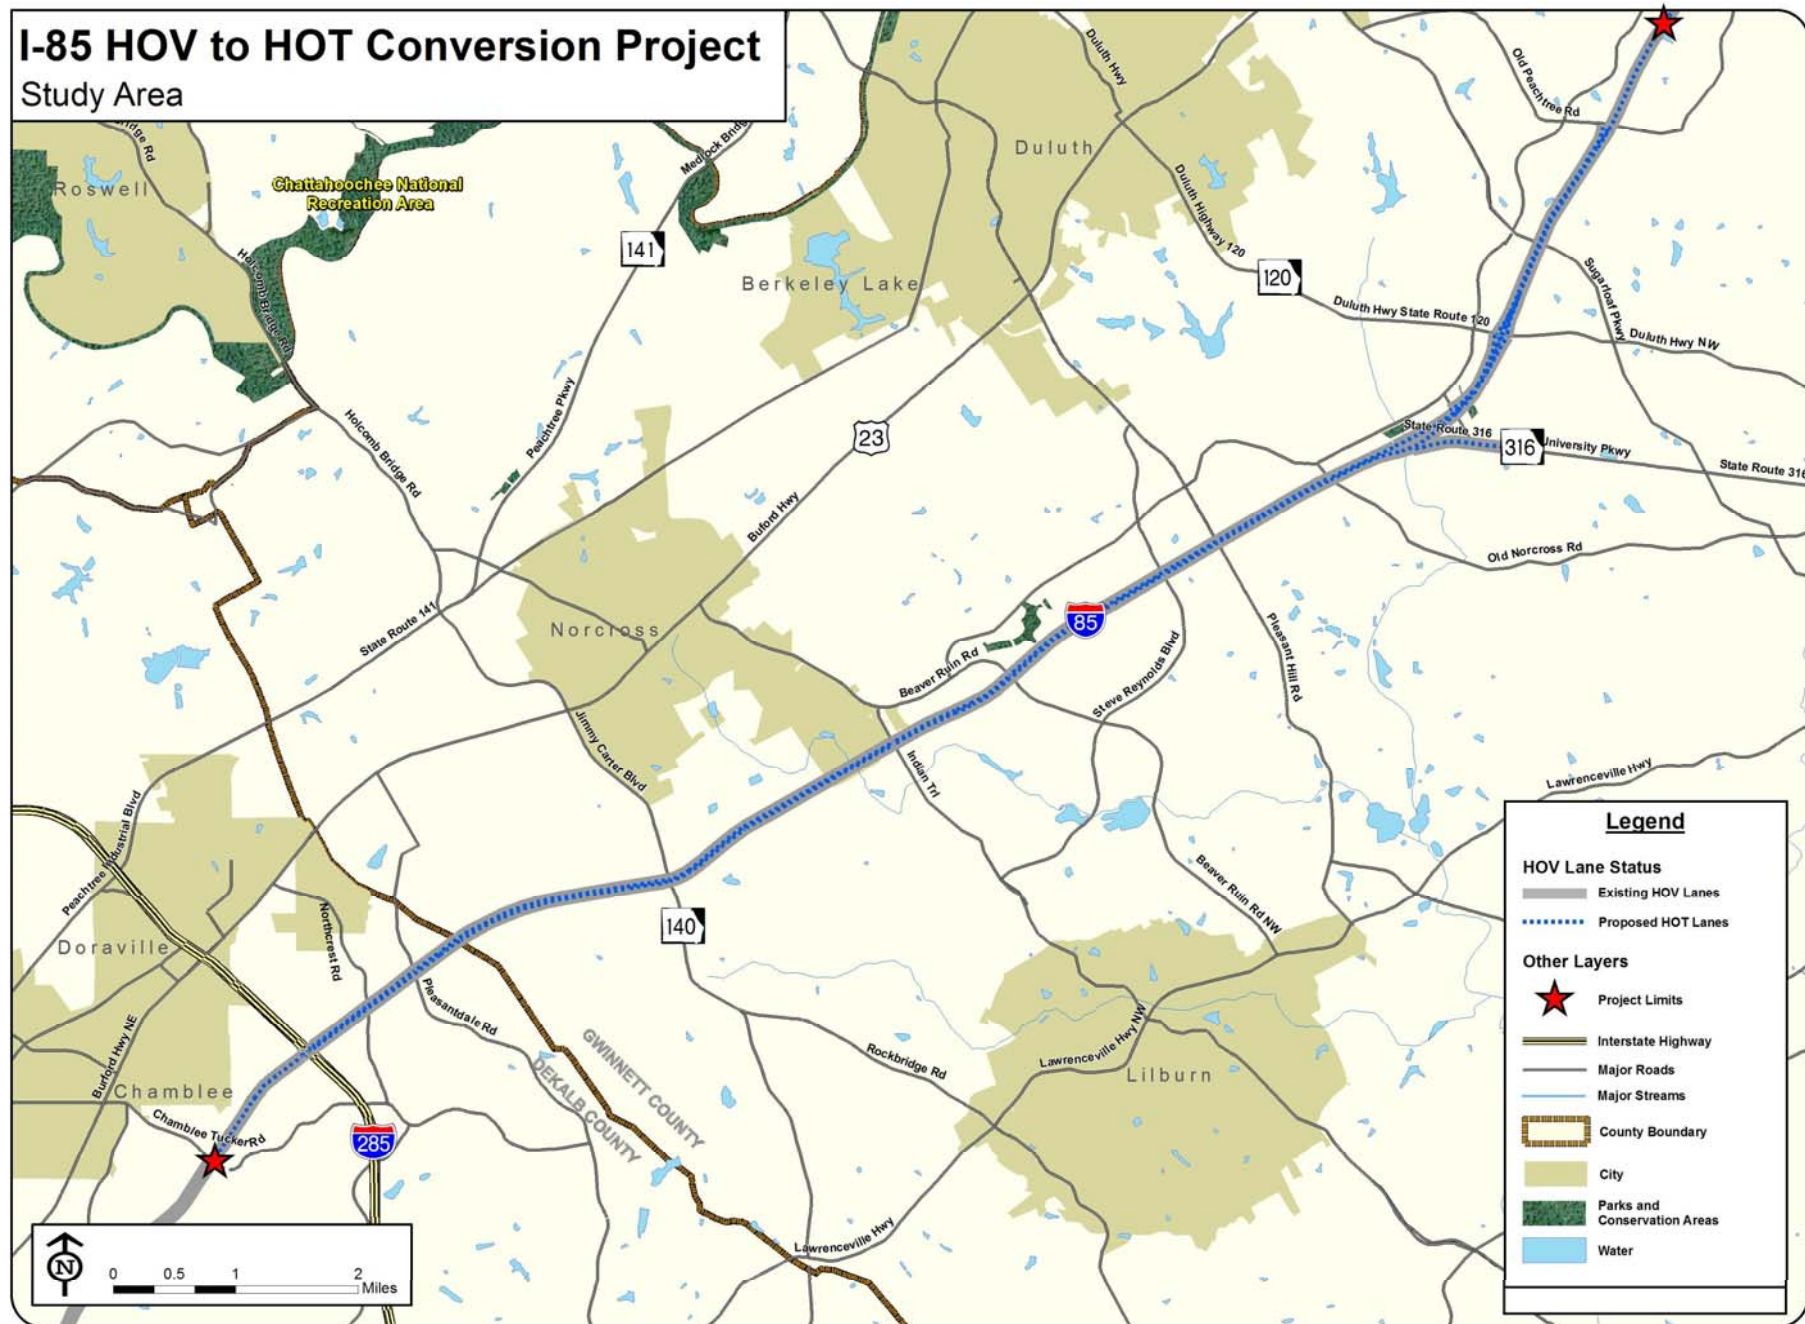 I-85 HOV to HOT Conversion Project
Study Area
Roswell
Chattahoochee National
Recreation Area
Holcomb Bridge Rd
Holcomb Bridge Rd
141
Peachtree Pkwy
Berkeley Lake
Duluth
Duluth Hwy
Duluth Highway 120
120
Duluth Hwy State Route 120
Duluth Hwy NW
Old Peachtree Rd
Sugarloaf Pkwy
State Route 316
316
University Pkwy
State Route 316
Old Norcross Rd
23
Buford Hwy
State Route 141
Norcross
85
Beaver Ruin Rd
Steve Reynolds Blvd
Pleasant Hill Rd
Jimmy Carter Blvd
Indian Trl
Lawrenceville Hwy
Beaver Ruin Rd NW
Peachtree Industrial Blvd
Doraville
Northcrest Rd
140
Pleasantdale Rd
Burford Hwy NE
Chamblee
Chamblee TuckerRd
285
GWINNETT COUNTY
DEKALB COUNTY
Rockbridge Rd
Lawrenceville Hwy NW
Lilburn
Lawrenceville Hwy
N
0 0.5 1 2
Miles
Legend
HOV Lane Status
Existing HOV Lanes
Proposed HOT Lanes
Other Layers
Project Limits
Interstate Highway
Major Roads
Major Streams
County Boundary
City
Parks and
Conservation Areas
Water